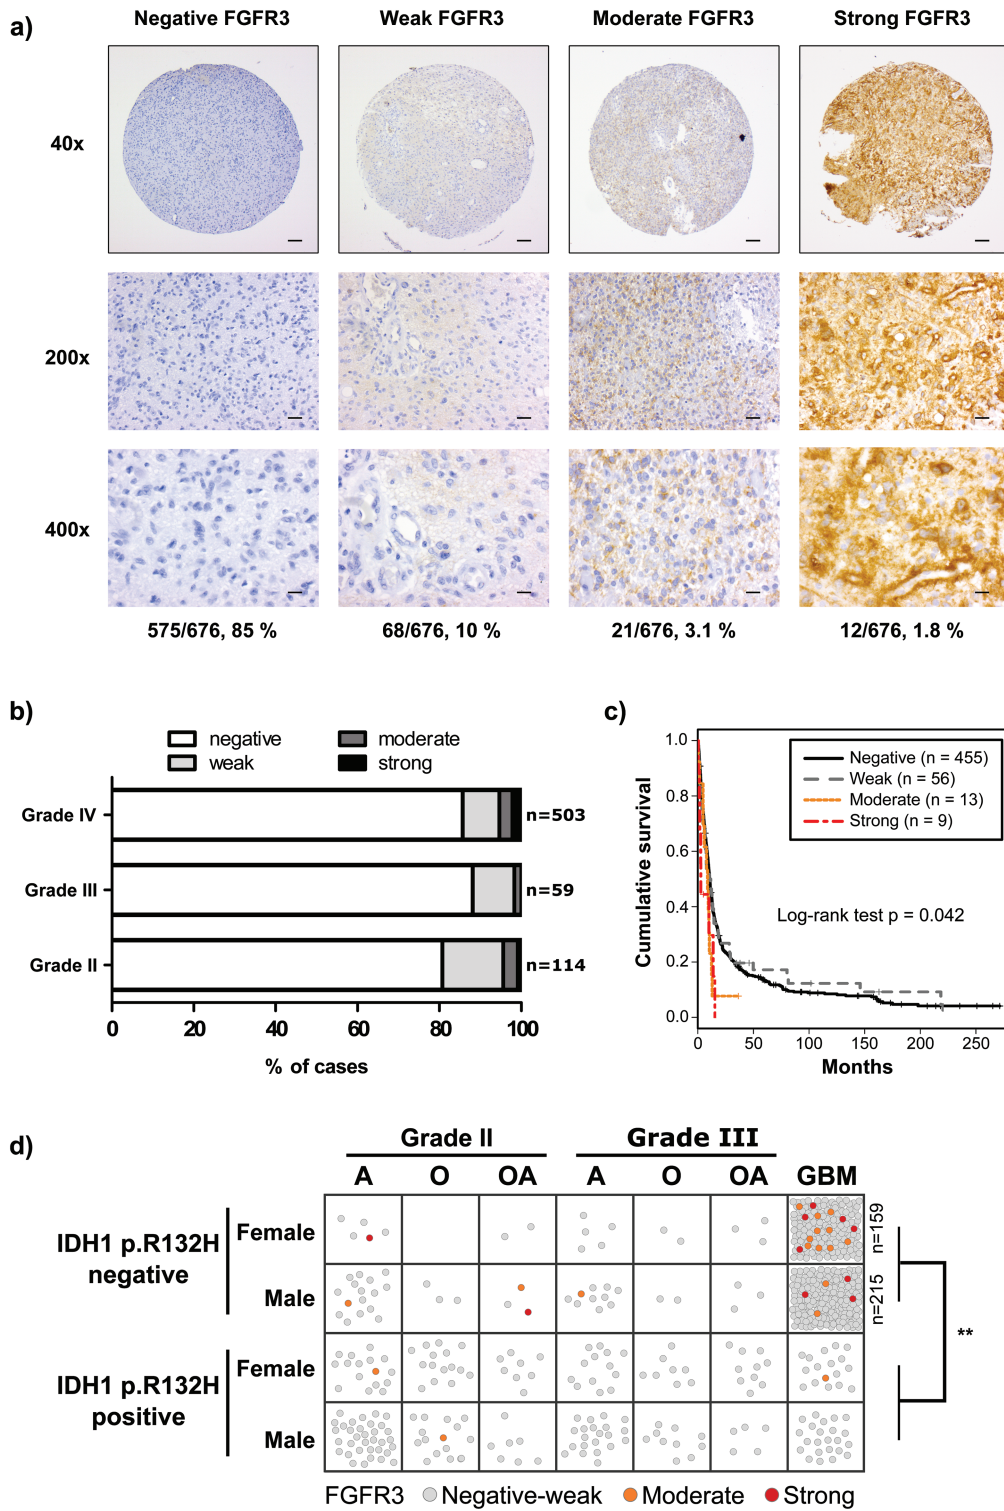 a)
Negative FGFR3 Weak FGFR3 Moderate FGFR3 Strong FGFR3
40x
200x
400x
575/676, 85 % 68/676, 10 % 21/676, 3.1 % 12/676, 1.8 %
b)
negative moderate
weak strong
Grade IV n=503
Grade III n=59
Grade II n=114
0 20 40 60 80 100
% of cases
c)
Negative (n = 455)
Weak (n = 56)
Moderate (n = 13)
Strong (n = 9)
Log-rank test p = 0.042
Cumulative survival
1.0
0.8
0.6
0.4
0.2
0.0
0 50 100 150 200 250
Months
d)
Grade II Grade III
A O OA A O OA GBM
IDH1 p.R132H negative
Female n=159
Male n=215
**
IDH1 p.R132H positive
Female
Male
FGFR3 Negative-weak Moderate Strong